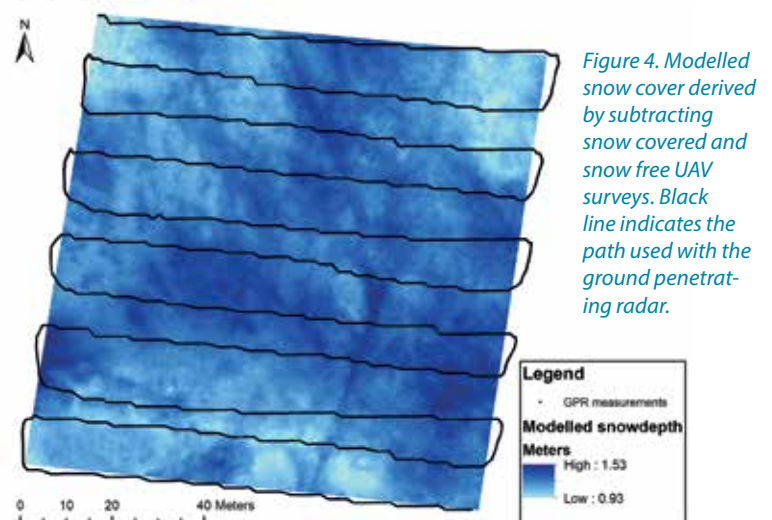 N
Figure 4. Modelled
snow cover derived
by subtracting
snow covered and
snow free UAV
surveys. Black
line indicates the
path used with the
ground penetrat-
ing radar.
Legend
GPR measurements
Modelled snowdepth
Meters
High : 1.53
Low : 0.93
0 10 20 40 Meters